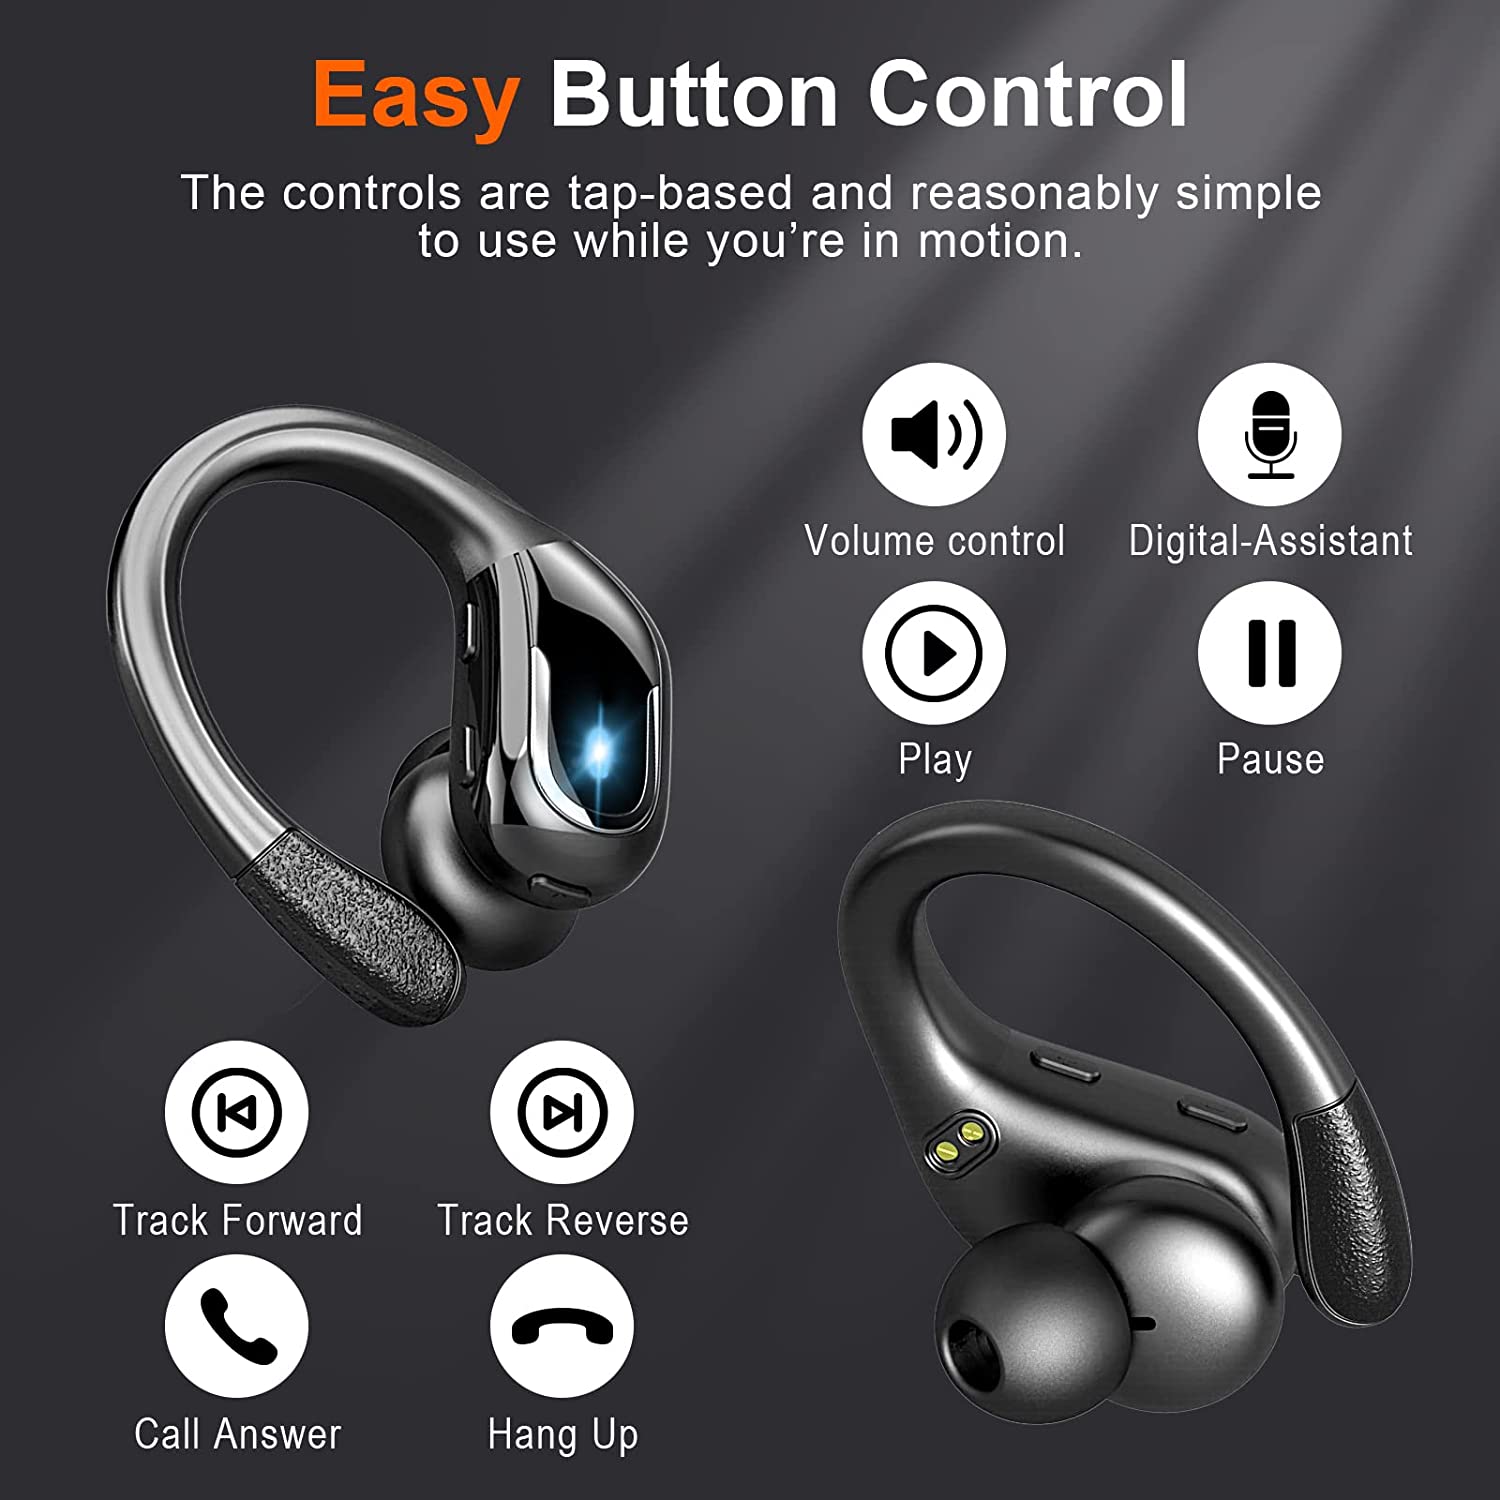 Easy Button Control
The controls are tap-based and reasonably simple
to use while you’re in motion.
Volume control
Digital-Assistant
Play
Pause
Track Forward
Track Reverse
Call Answer
Hang Up